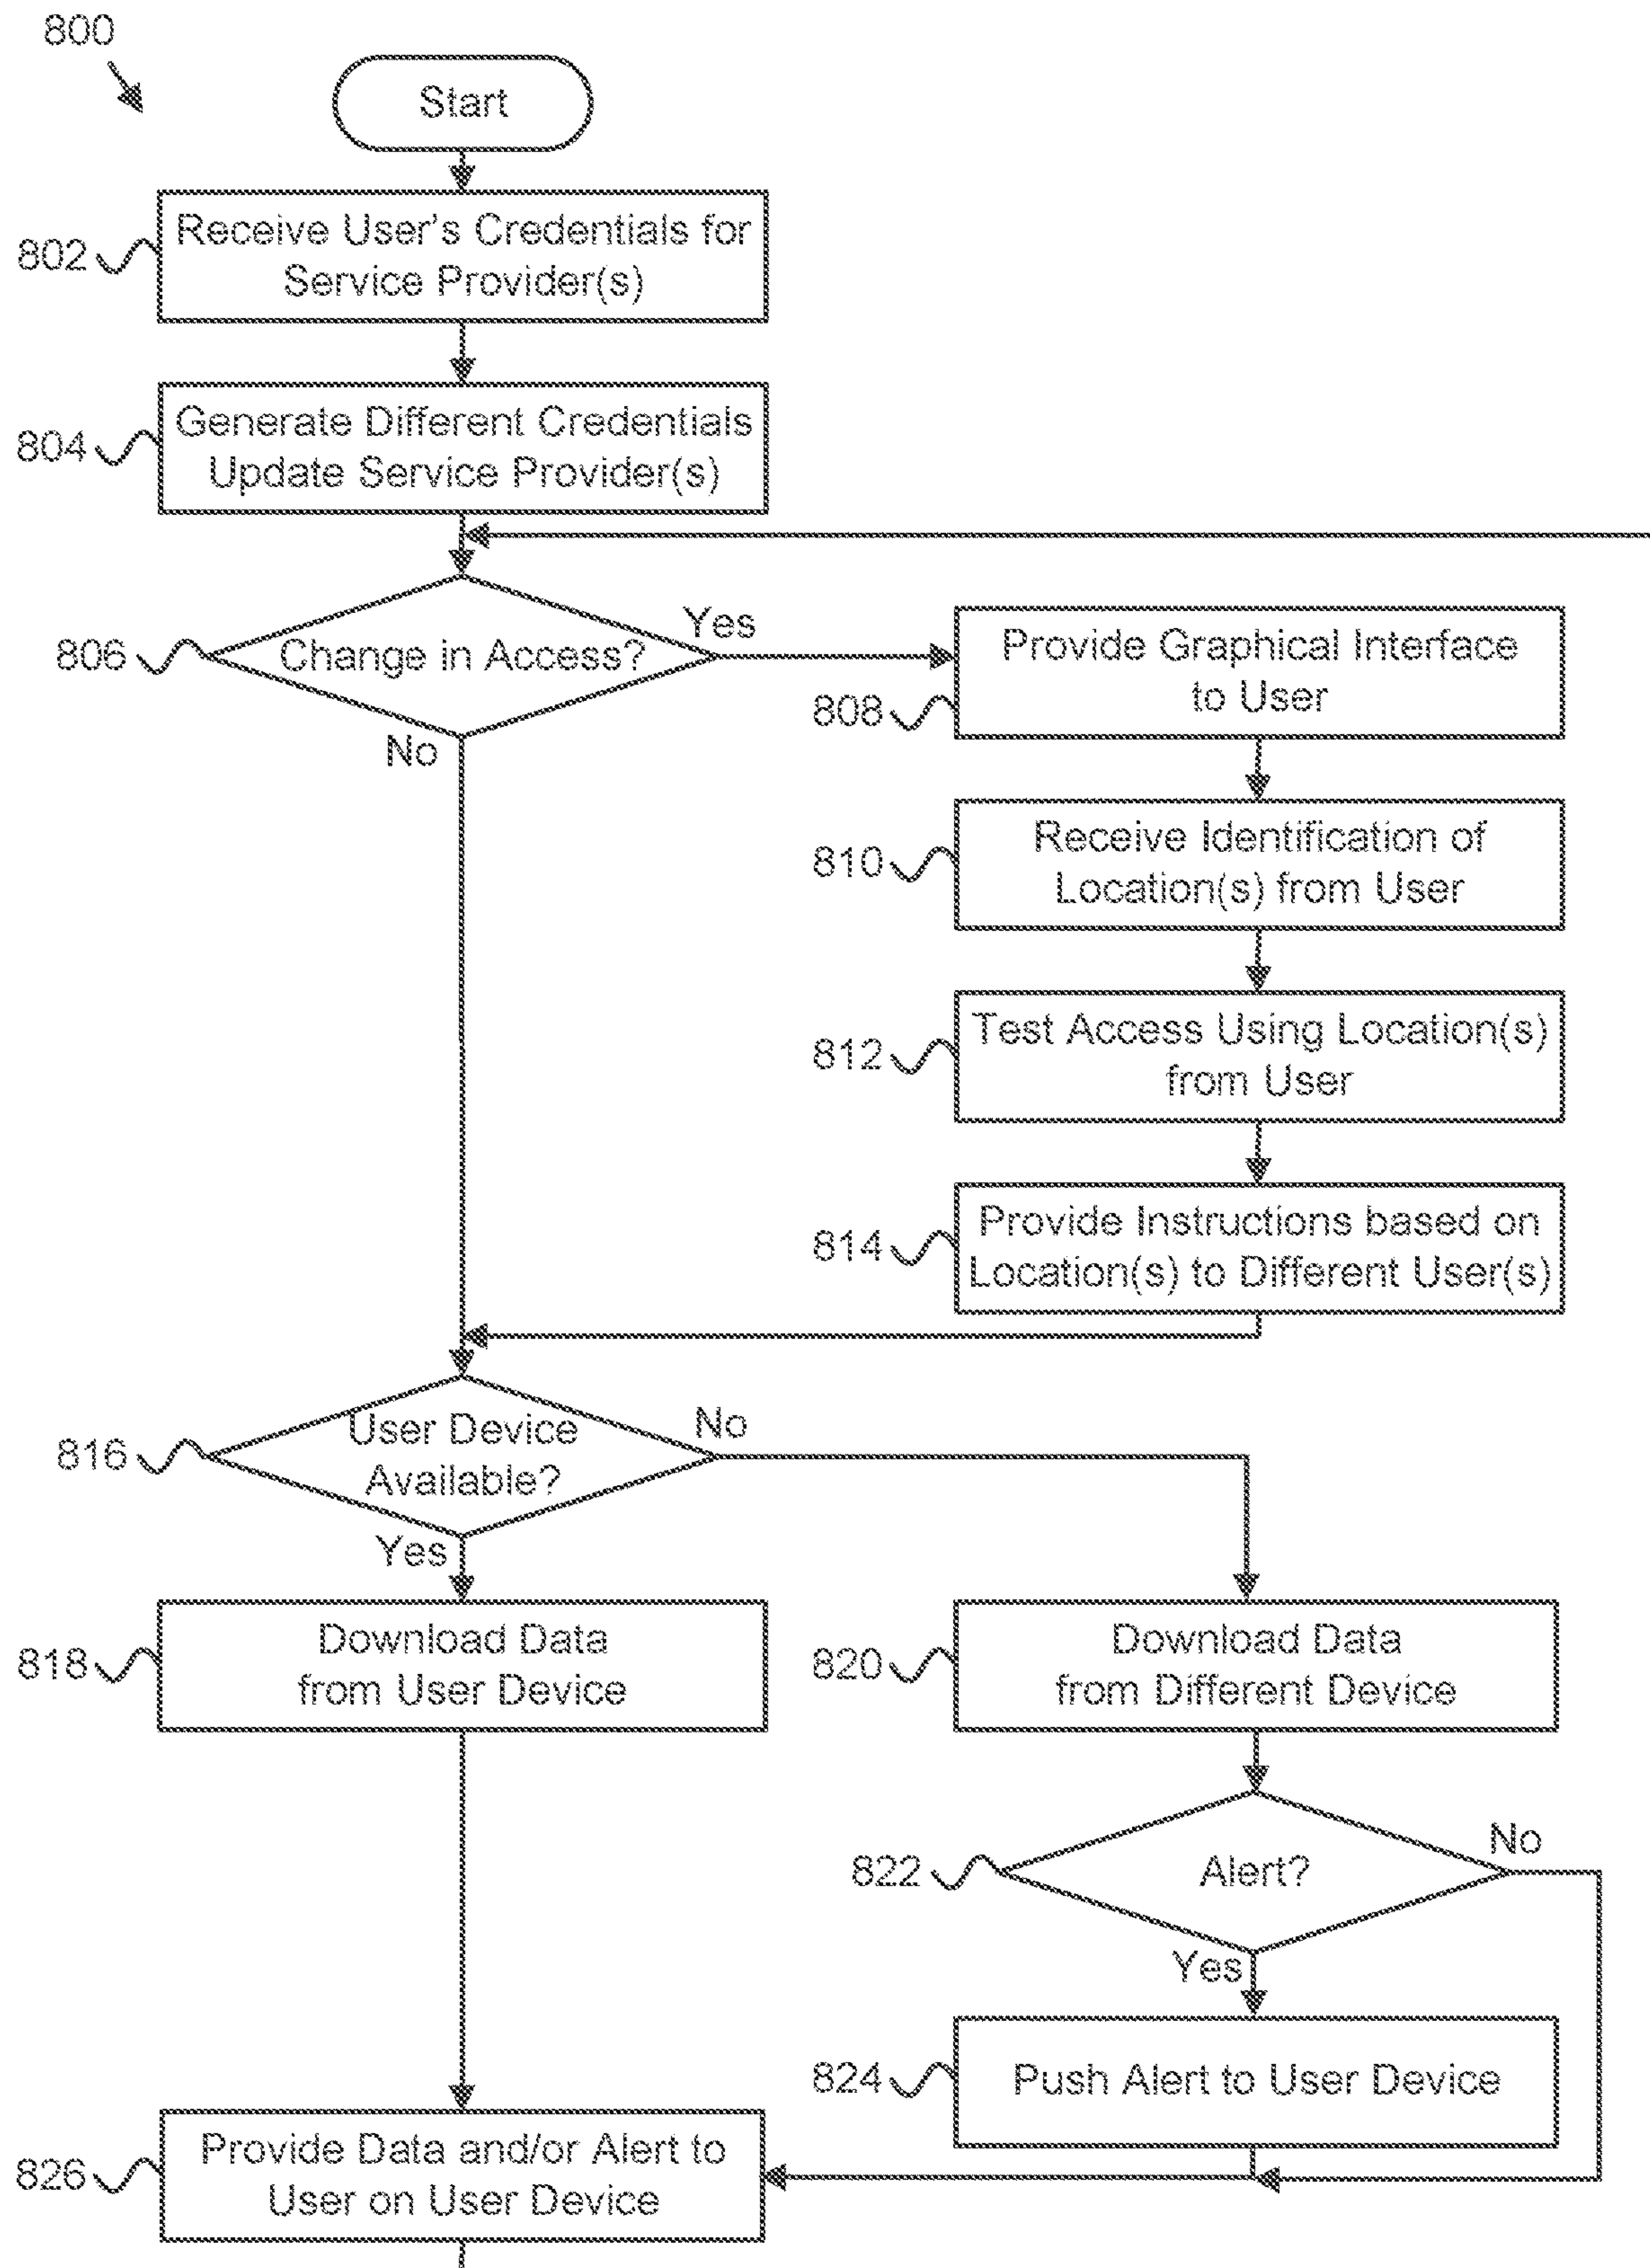 800
Start
802
Receive User's Credentials for
Service Provider(s)
804
Generate Different Credentials
Update Service Provider(s)
806
Change in Access?
Yes
No
808
Provide Graphical Interface
to User
810
Receive Identification of
Location(s) from User
812
Test Access Using Location(s)
from User
814
Provide Instructions based on
Location(s) to Different User(s)
816
User Device
Available?
No
Yes
818
Download Data
from User Device
820
Download Data
from Different Device
822
Alert?
No
Yes
824
Push Alert to User Device
826
Provide Data and/or Alert to
User on User Device